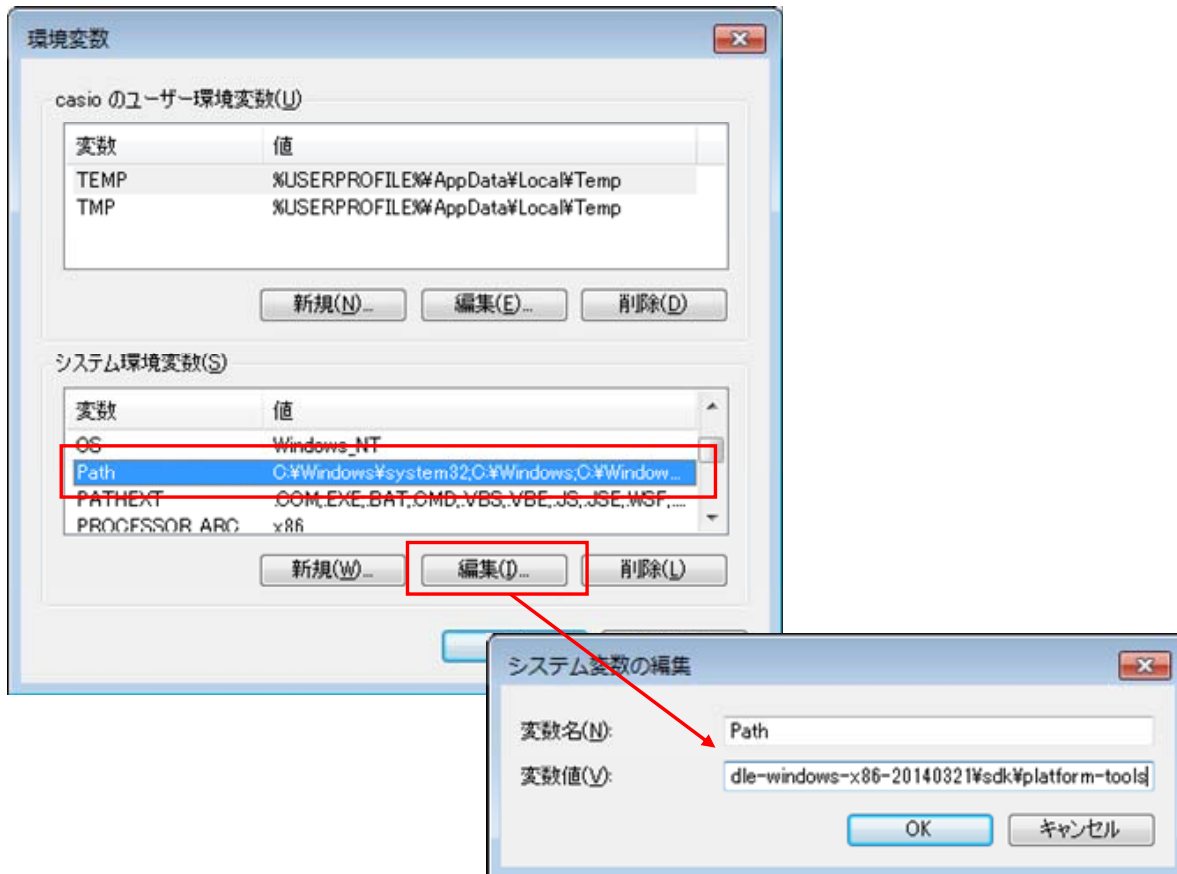 環境変数
casio のユーザー環境変数(U)
変数 値
TEMP %USERPROFILE%¥AppData¥Local¥Temp
TMP %USERPROFILE%¥AppData¥Local¥Temp
新規(N)... 編集(E)... 削除(D)
システム環境変数(S)
変数 値
OS Windows_NT
Path C:¥Windows¥system32;C:¥Windows;C:¥Window...
PATHEXT .COM;.EXE;.BAT;.CMD;.VBS;.VBE;.JS;.JSE;.WSF;....
PROCESSOR_ARC... x86
新規(W)... 編集(I)... 削除(L)
システム変数の編集
変数名(N): Path
変数値(V): dle-windows-x86-20140321¥sdk¥platform-tools
OK キャンセル